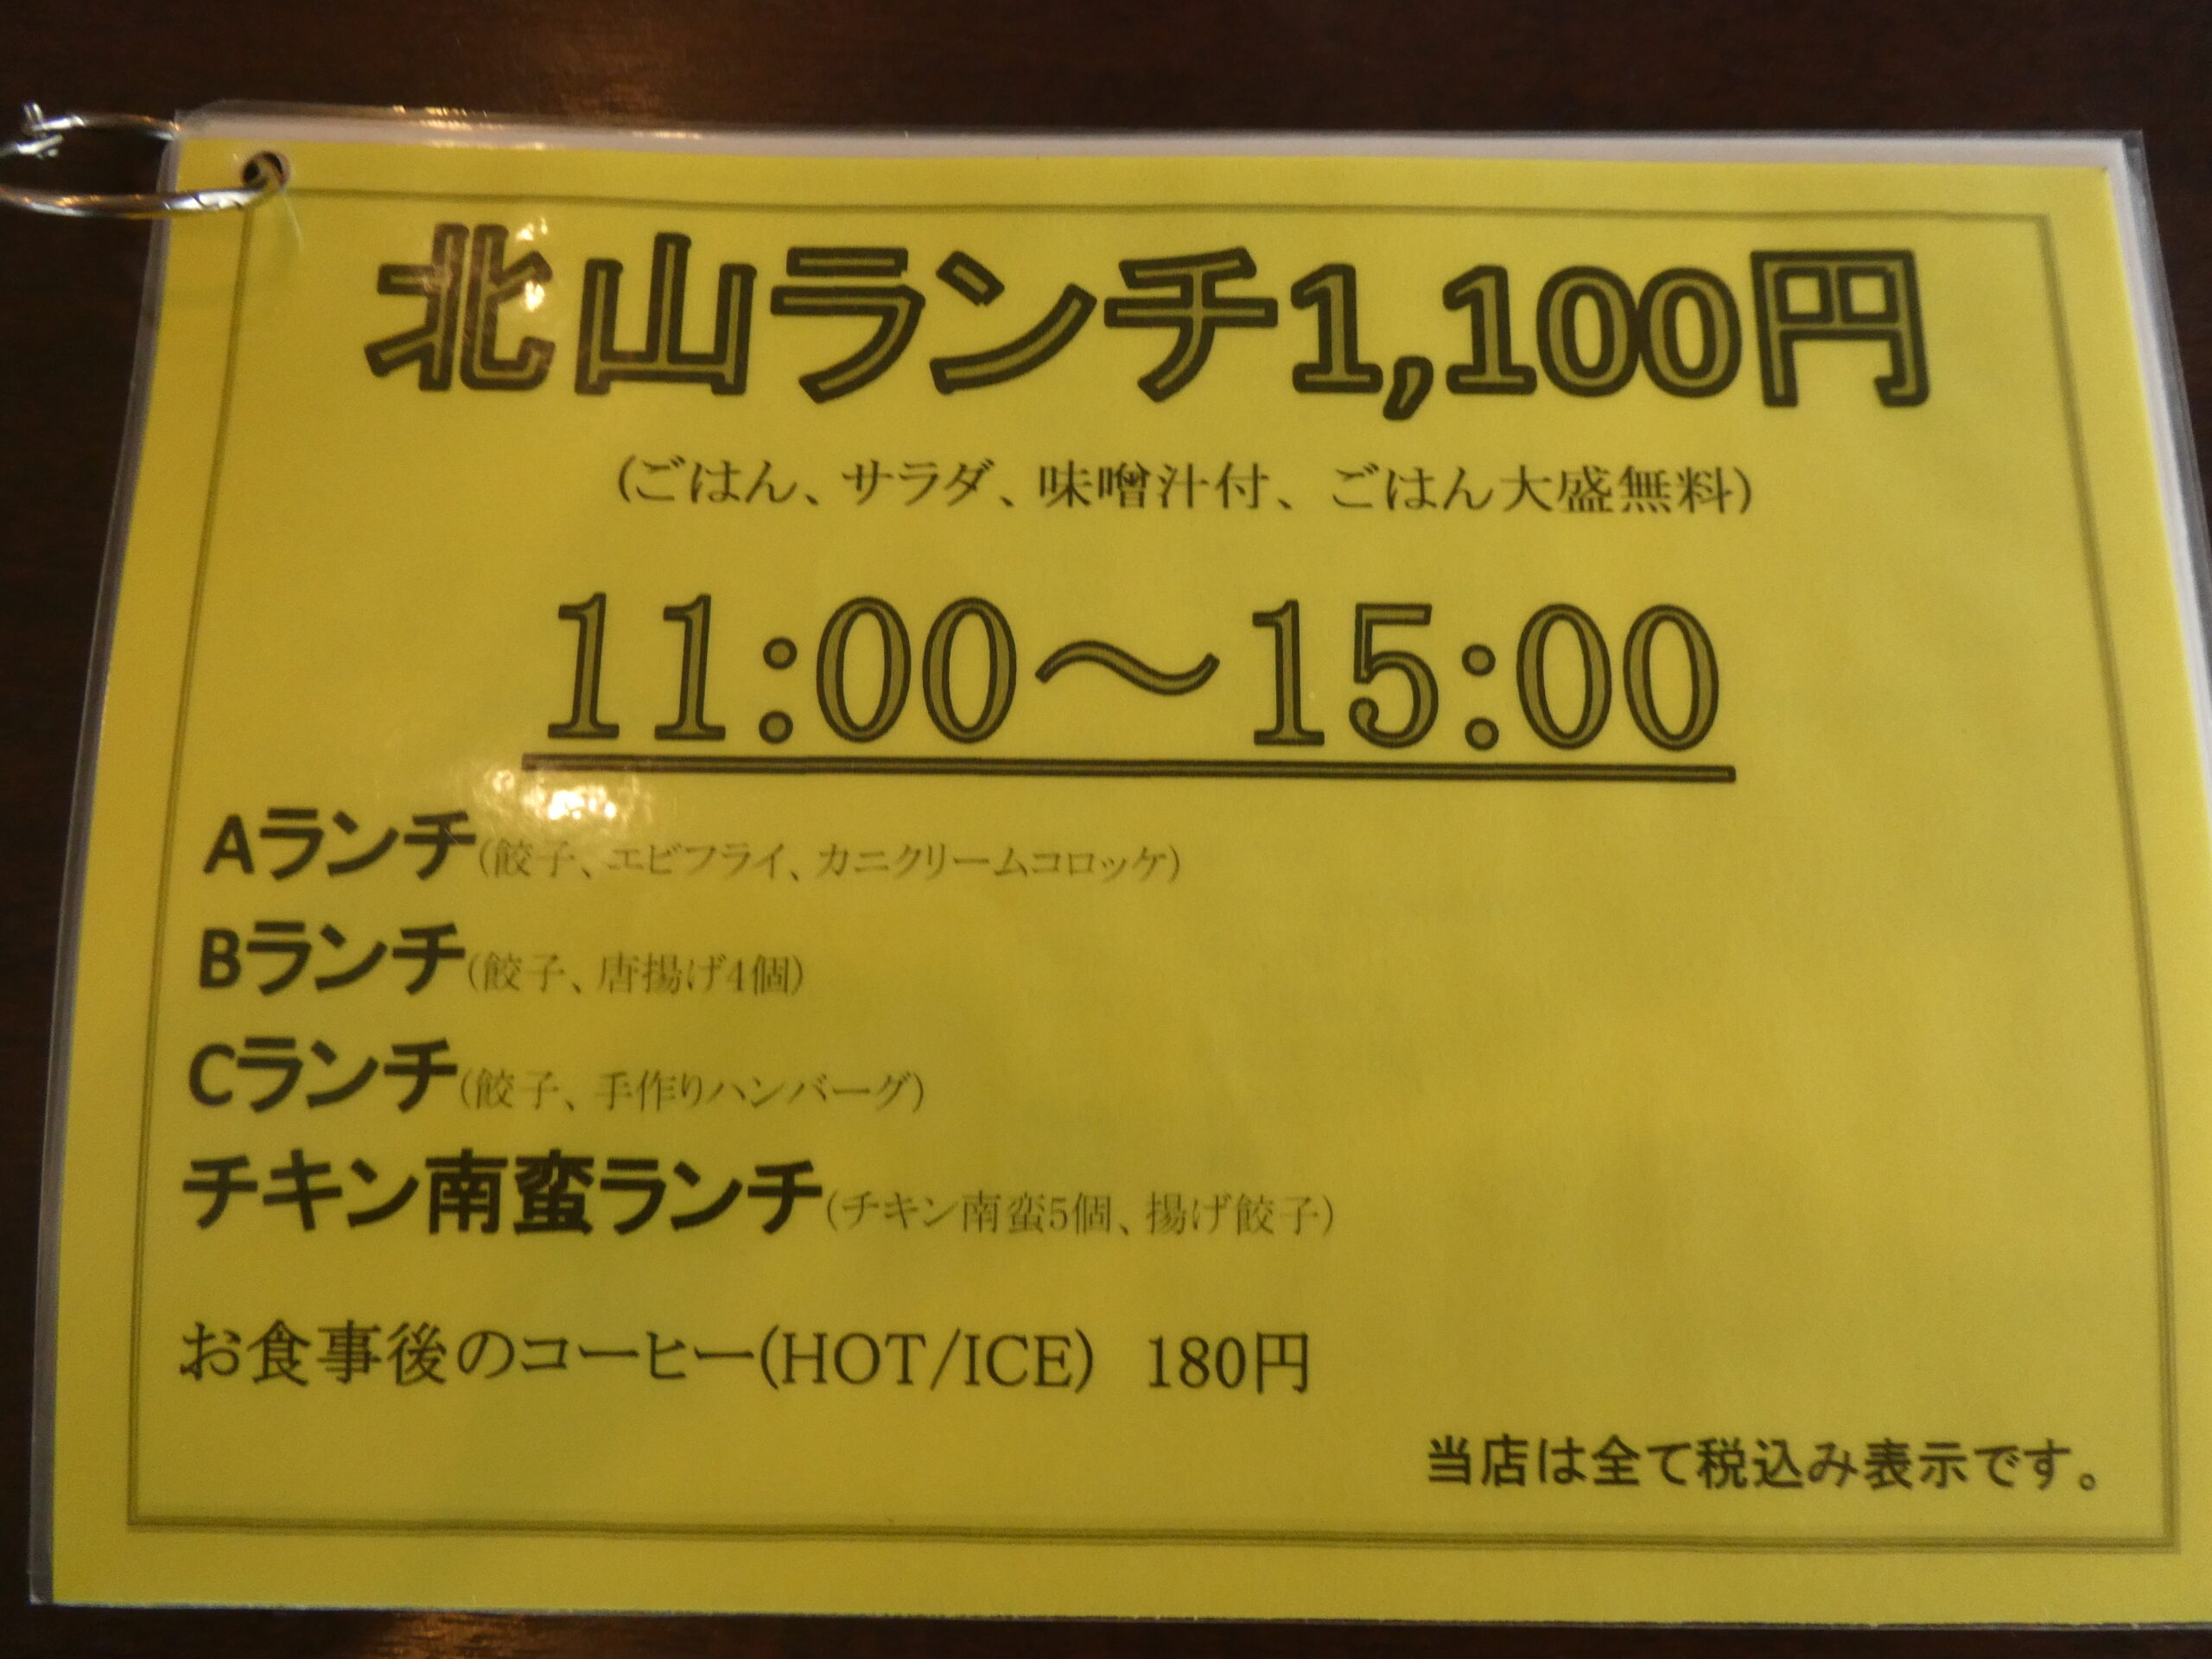 北山ランチ1,100円
(ごはん、サラダ、味噌汁付、ごはん大盛無料)
11:00～15:00
Aランチ(餃子、エビフライ、カニクリームコロッケ)
Bランチ(餃子、唐揚げ4個)
Cランチ(餃子、手作りハンバーグ)
チキン南蛮ランチ(チキン南蛮5個、揚げ餃子)
お食事後のコーヒー(HOT/ICE) 180円
当店は全て税込み表示です。